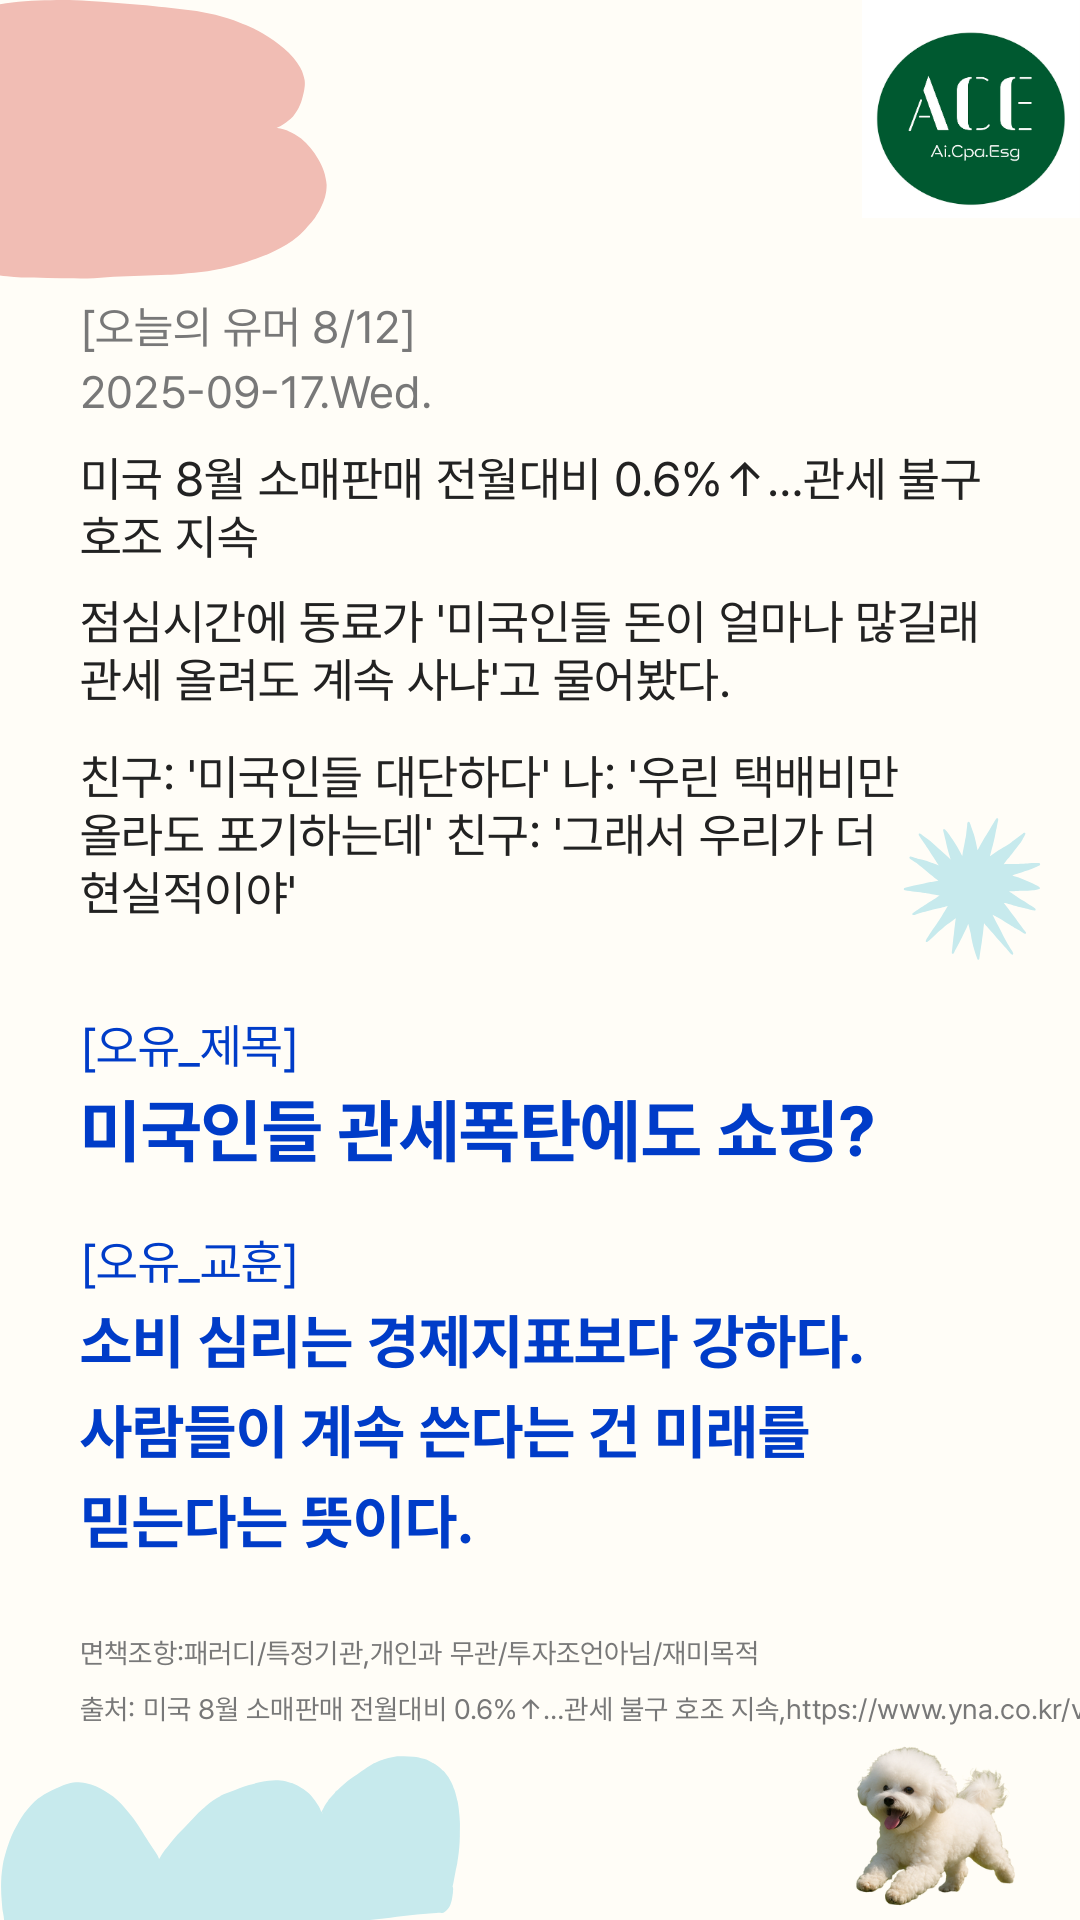 ACE
Ai.Cpa.Esg
[오늘의 유머 8/12]
2025-09-17.Wed.
미국 8월 소매판매 전월대비 0.6%↑…관세 불구
호조 지속
점심시간에 동료가 '미국인들 돈이 얼마나 많길래
관세 올려도 계속 사냐'고 물어봤다.
친구: '미국인들 대단하다' 나: '우린 택배비만
올라도 포기하는데' 친구: '그래서 우리가 더
현실적이야'
[오유_제목]
미국인들 관세폭탄에도 쇼핑?
[오유_교훈]
소비 심리는 경제지표보다 강하다.
사람들이 계속 쓴다는 건 미래를
믿는다는 뜻이다.
면책조항:패러디/특정기관,개인과 무관/투자조언아님/재미목적
출처: 미국 8월 소매판매 전월대비 0.6%↑…관세 불구 호조 지속,https://www.yna.co.kr/v